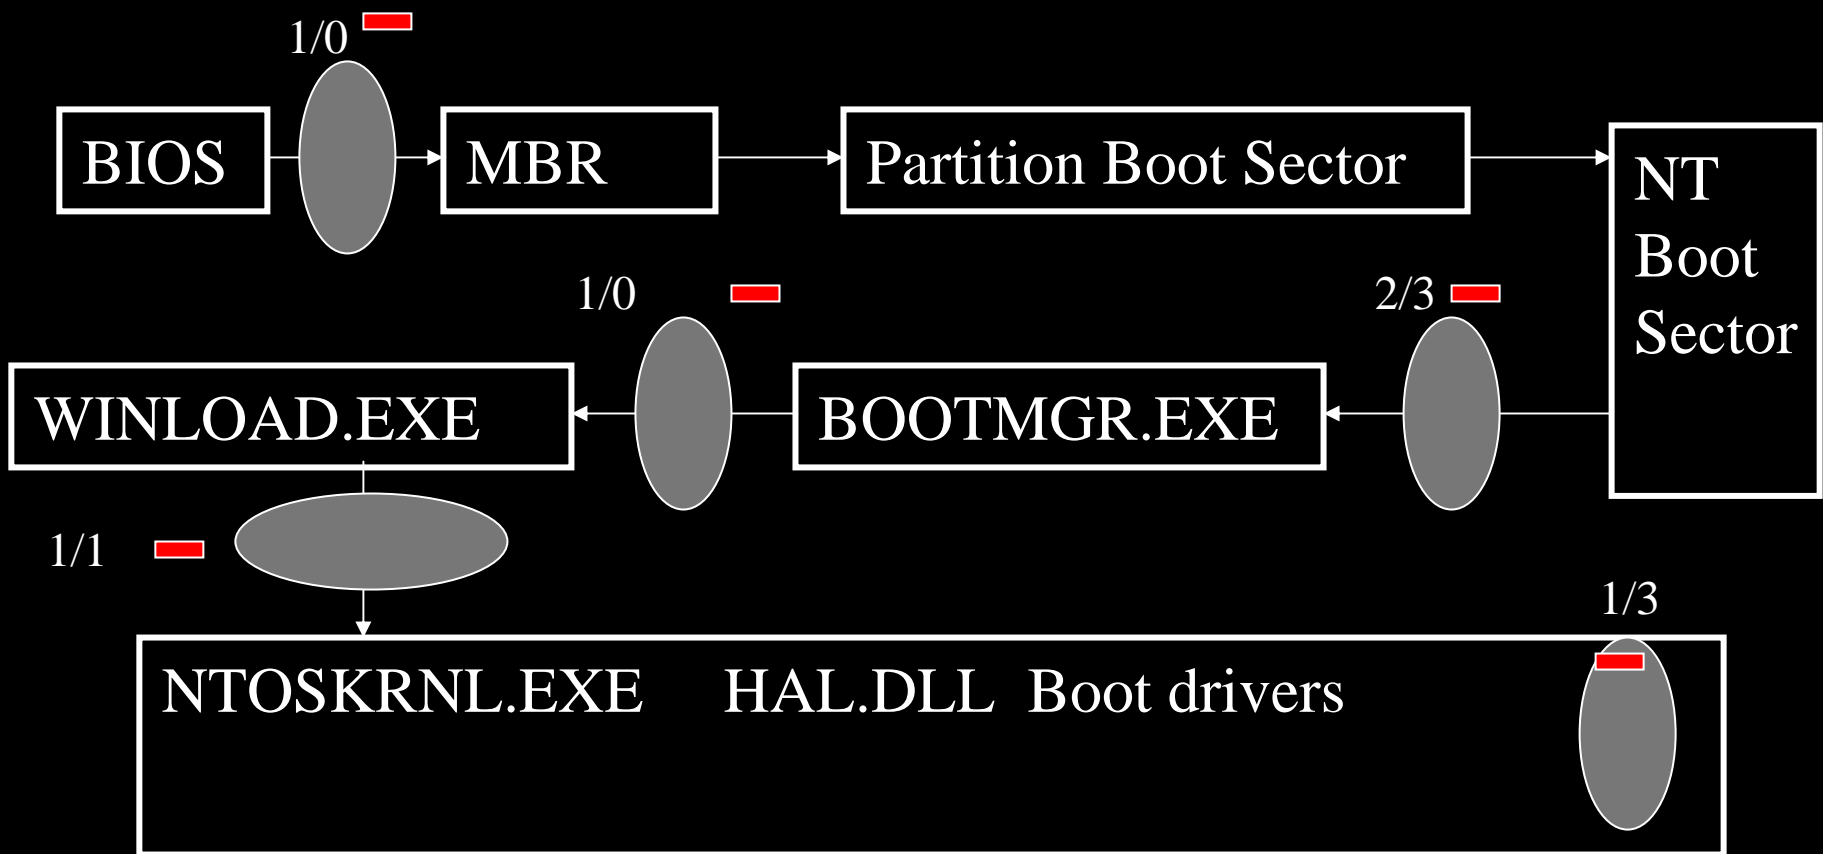 1/0
BIOS
MBR
Partition Boot Sector
NT
Boot
Sector
1/0
2/3
WINLOAD.EXE
BOOTMGR.EXE
1/1
1/3
NTOSKRNL.EXE HAL.DLL Boot drivers